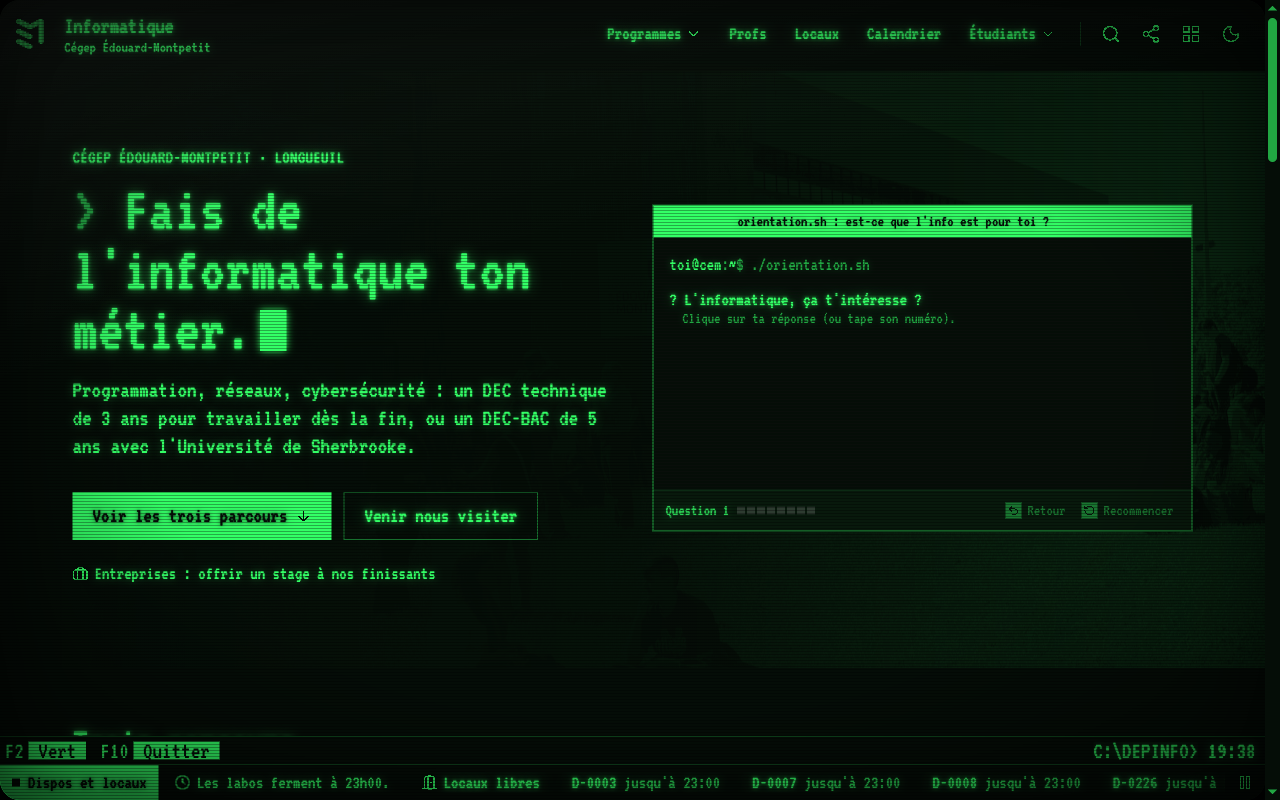 Informatique
Cégep Édouard-Montpetit
Programmes Profs Locaux Calendrier Étudiants
CÉGEP ÉDOUARD-MONTPETIT · LONGUEUIL
❯ Fais de
l'informatique ton
métier.
Programmation, réseaux, cybersécurité : un DEC technique
de 3 ans pour travailler dès la fin, ou un DEC-BAC de 5
ans avec l'Université de Sherbrooke.
Voir les trois parcours ↓ Venir nous visiter
Entreprises : offrir un stage à nos finissants
orientation.sh : est-ce que l'info est pour toi ?
toi@cem:~$ ./orientation.sh
? L'informatique, ça t'intéresse ?
Clique sur ta réponse (ou tape son numéro).
Question 1 Retour Recommencer
F2 Vert F10 Quitter C:\DEPINFO> 19:38
Dispos et locaux Les labos ferment à 23h00. Locaux libres D-0003 jusqu'à 23:00 D-0007 jusqu'à 23:00 D-0008 jusqu'à 23:00 D-0226 jusqu'à